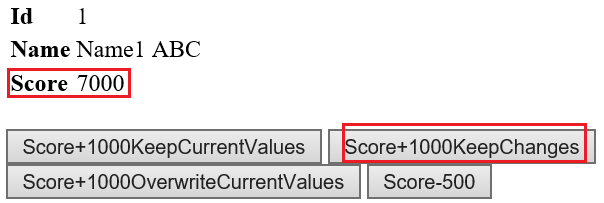 Id 1
Name Name1 ABC
Score 7000
Score+1000KeepCurrentValues Score+1000KeepChanges
Score+1000OverwriteCurrentValues Score-500